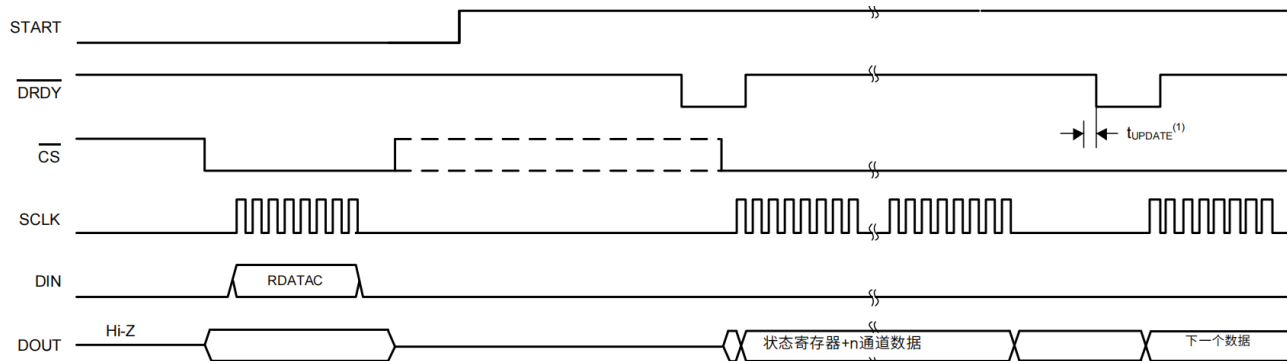 START
DRDY
tUPDATE(1)
CS
SCLK
DIN
RDATAC
Hi-Z
DOUT
状态寄存器+n通道数据
下一个数据